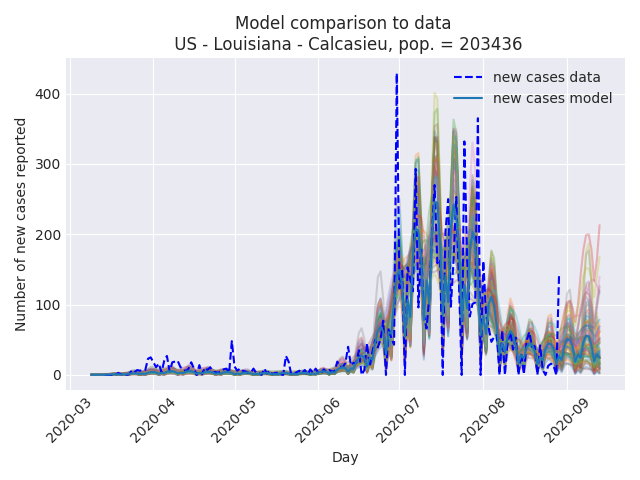 Model comparison to data
US - Louisiana - Calcasieu, pop. = 203436
new cases data
new cases model
Number of new cases reported
400
300
200
100
0
2020-03
2020-04
2020-05
2020-06
2020-07
2020-08
2020-09
Day